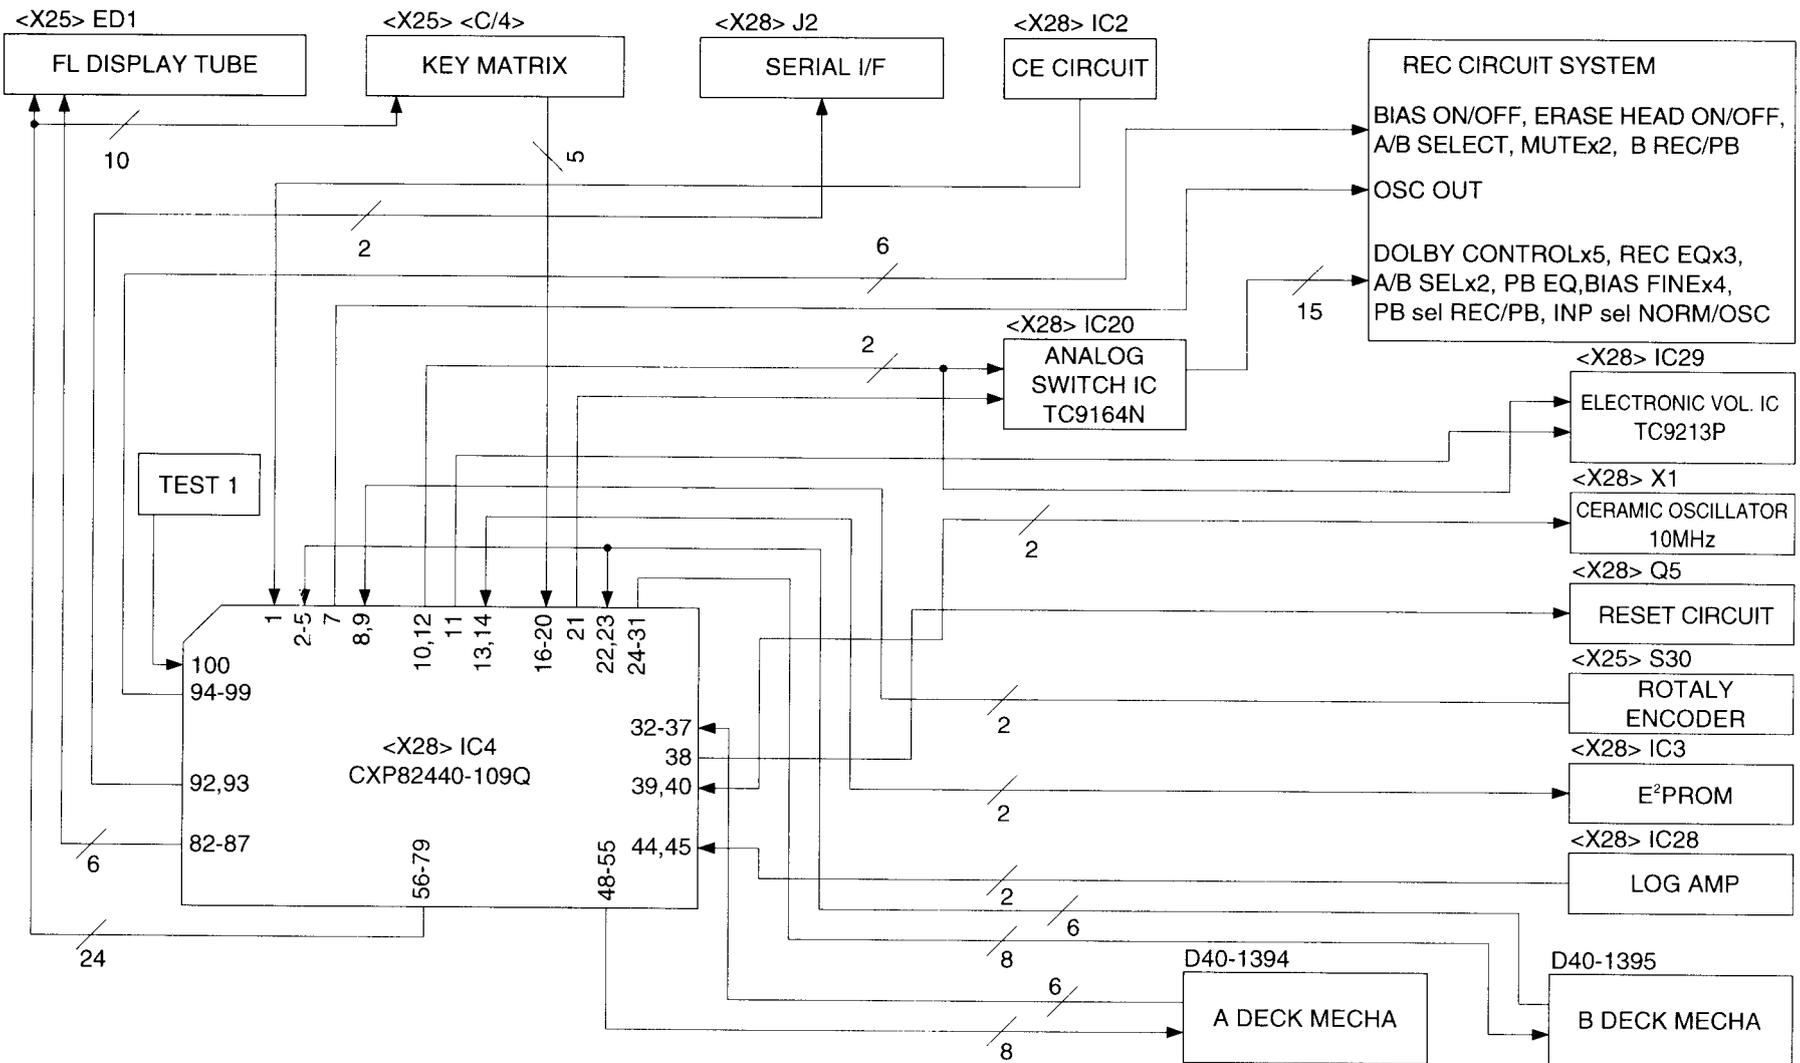 <X25> ED1
FL DISPLAY TUBE
<X25> <C/4>
KEY MATRIX
<X28> J2
SERIAL I/F
<X28> IC2
CE CIRCUIT
REC CIRCUIT SYSTEM
BIAS ON/OFF, ERASE HEAD ON/OFF,
A/B SELECT, MUTEx2, B REC/PB
OSC OUT
DOLBY CONTROLx5, REC EQx3,
A/B SELx2, PB EQ,BIAS FINEx4,
PB sel REC/PB, INP sel NORM/OSC
10
5
2
6
15
2
<X28> IC20
ANALOG
SWITCH IC
TC9164N
<X28> IC29
ELECTRONIC VOL. IC
TC9213P
TEST 1
<X28> X1
CERAMIC OSCILLATOR
10MHz
2
<X28> Q5
RESET CIRCUIT
<X25> S30
ROTALY
ENCODER
2
<X28> IC3
E²PROM
2
<X28> IC28
LOG AMP
2
1
2-5
7
8,9
10,12
11
13,14
16-20
21
22,23
24-31
100
94-99
92,93
82-87
<X28> IC4
CXP82440-109Q
32-37
38
39,40
44,45
56-79
48-55
6
24
6
8
D40-1394
A DECK MECHA
6
8
D40-1395
B DECK MECHA